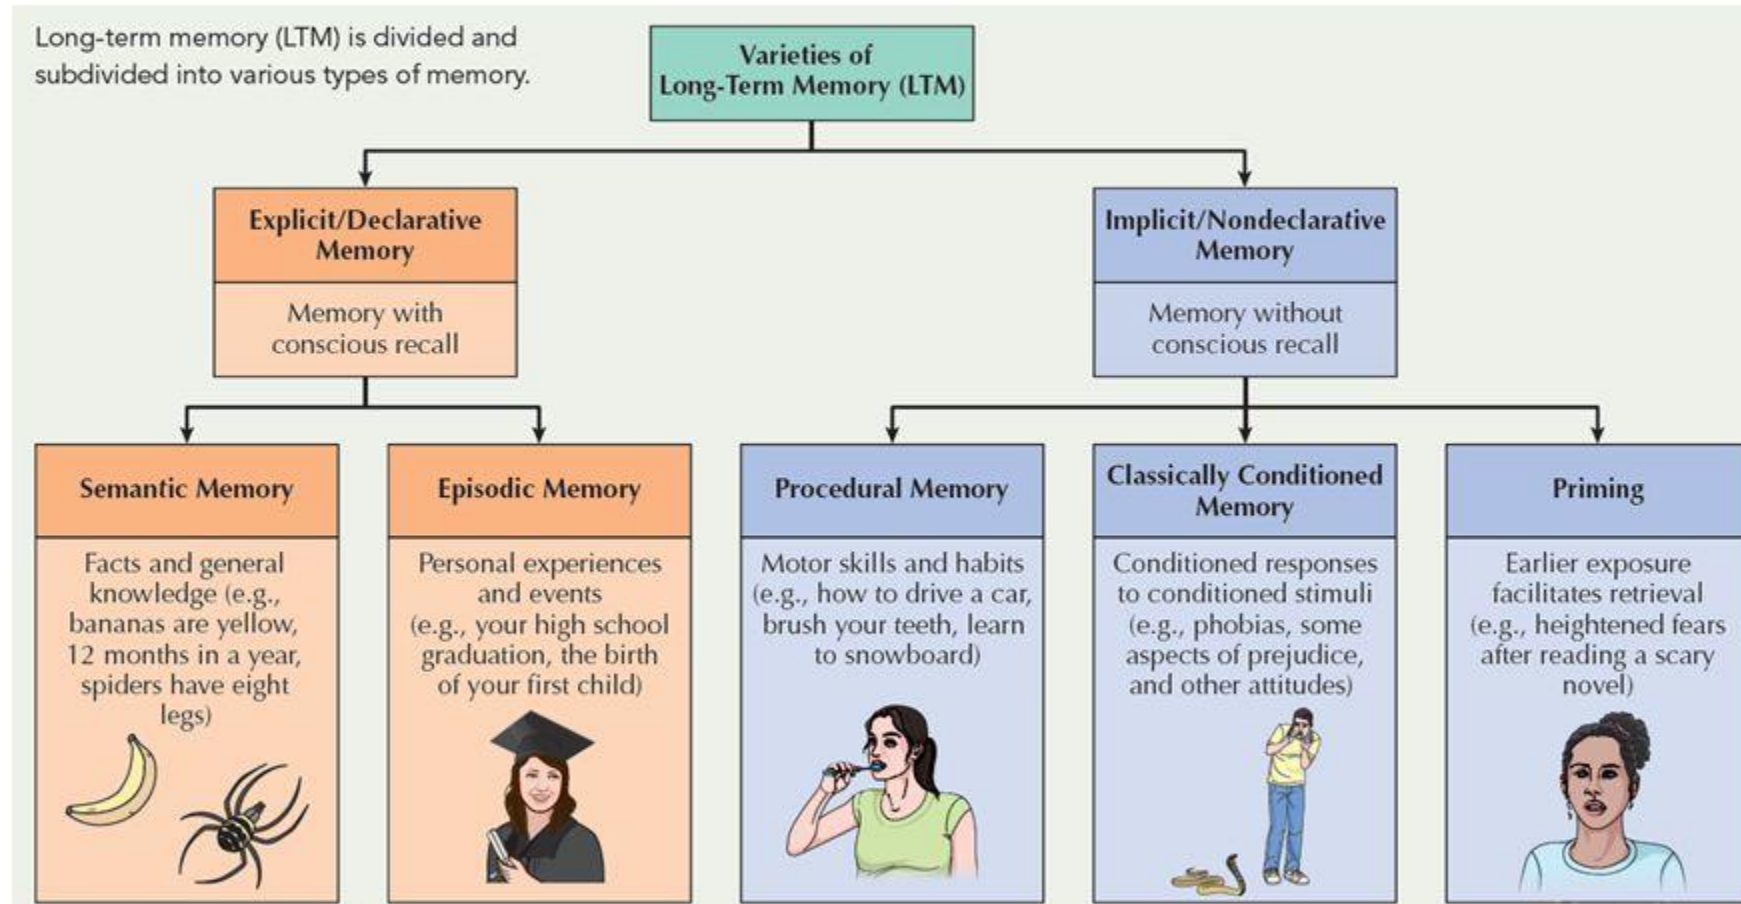 Long-term memory (LTM) is divided and
subdivided into various types of memory.
Varieties of
Long-Term Memory (LTM)
Explicit/Declarative
Memory
Memory with
conscious recall
Implicit/Nondeclarative
Memory
Memory without
conscious recall
Semantic Memory
Facts and general
knowledge (e.g.,
bananas are yellow,
12 months in a year,
spiders have eight
legs)
Episodic Memory
Personal experiences
and events
(e.g., your high school
graduation, the birth
of your first child)
Procedural Memory
Motor skills and habits
(e.g., how to drive a car,
brush your teeth, learn
to snowboard)
Classically Conditioned
Memory
Conditioned responses
to conditioned stimuli
(e.g., phobias, some
aspects of prejudice,
and other attitudes)
Priming
Earlier exposure
facilitates retrieval
(e.g., heightened fears
after reading a scary
novel)